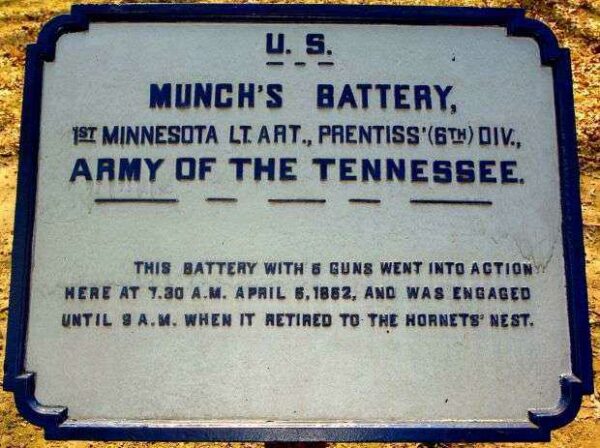 U. S.
MUNCH'S BATTERY,
1ST MINNESOTA LT. ART., PRENTISS' (6TH) DIV.,
ARMY OF THE TENNESSEE.
THIS BATTERY WITH 6 GUNS WENT INTO ACTION
HERE AT 7.30 A.M. APRIL 6, 1862, AND WAS ENGAGED
UNTIL 9 A.M. WHEN IT RETIRED TO THE HORNETS' NEST.